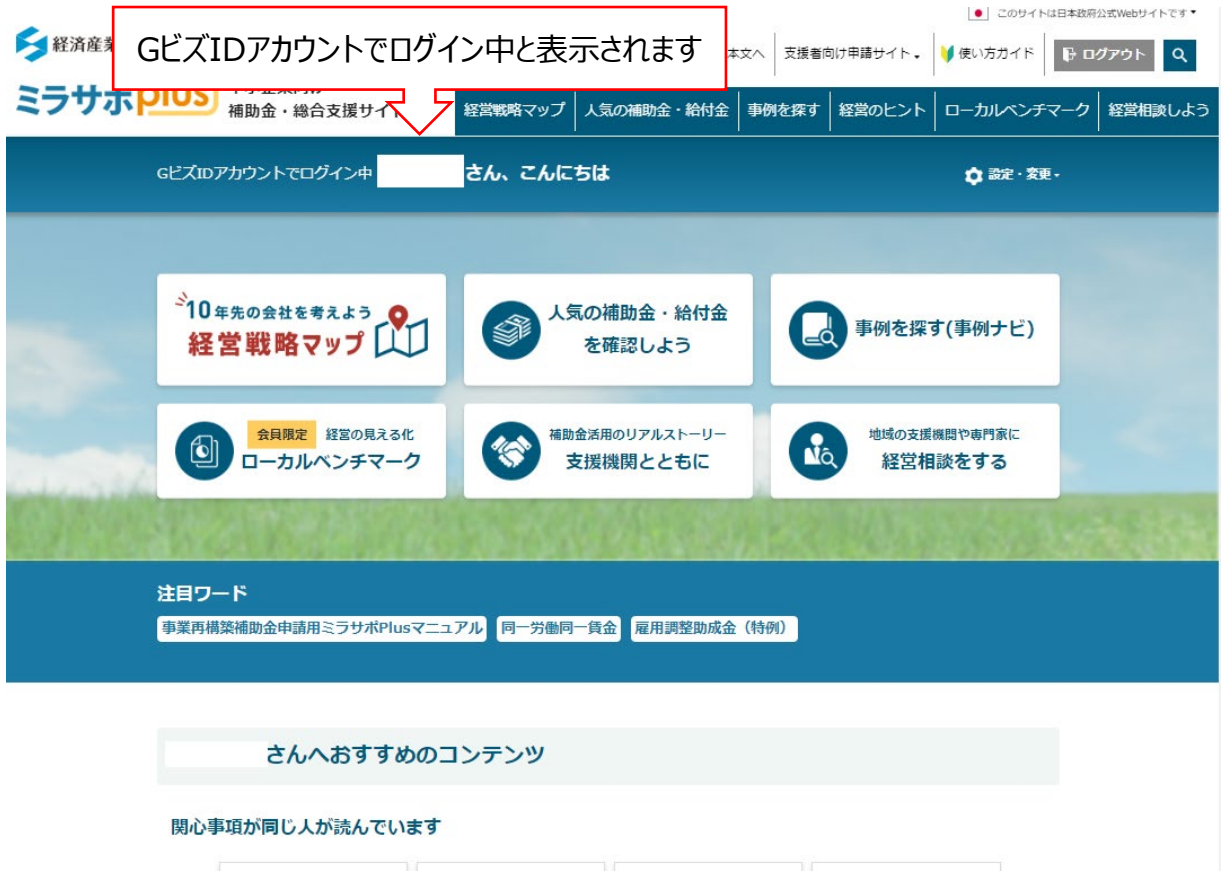 このサイトは日本政府公式Webサイトです
経済産業
GビズIDアカウントでログイン中と表示されます
本文へ
支援者向け申請サイト
使い方ガイド
ログアウト
ミラサポplus
補助金・総合支援サイト
経営戦略マップ
人気の補助金・給付金
事例を探す
経営のヒント
ローカルベンチマーク
経営相談しよう
GビズIDアカウントでログイン中
さん、こんにちは
設定・変更
10年先の会社を考えよう
経営戦略マップ
人気の補助金・給付金
を確認しよう
事例を探す(事例ナビ)
会員限定 経営の見える化
ローカルベンチマーク
補助金活用のリアルストーリー
支援機関とともに
地域の支援機関や専門家に
経営相談をする
注目ワード
事業再構築補助金申請用ミラサポPlusマニュアル
同一労働同一賃金
雇用調整助成金（特例）
さんへおすすめのコンテンツ
関心事項が同じ人が読んでいます